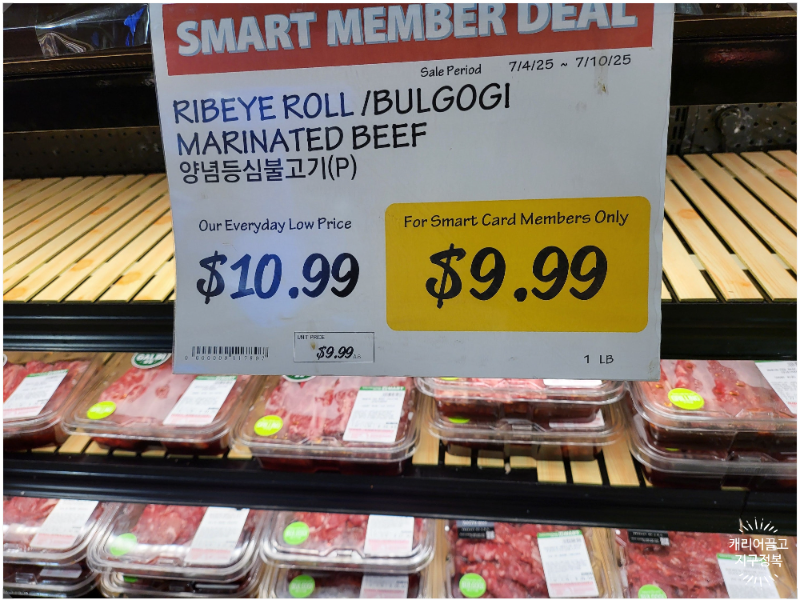 SMART MEMBER DEAL
Sale Period 7/4/25 ~ 7/10/25
RIBEYE ROLL /BULGOGI
MARINATED BEEF
양념등심불고기(P)
Our Everyday Low Price
$10.99
For Smart Card Members Only
$9.99
UNIT PRICE
$9.99
1 LB
GALBI
캐리어끌고
지구정복